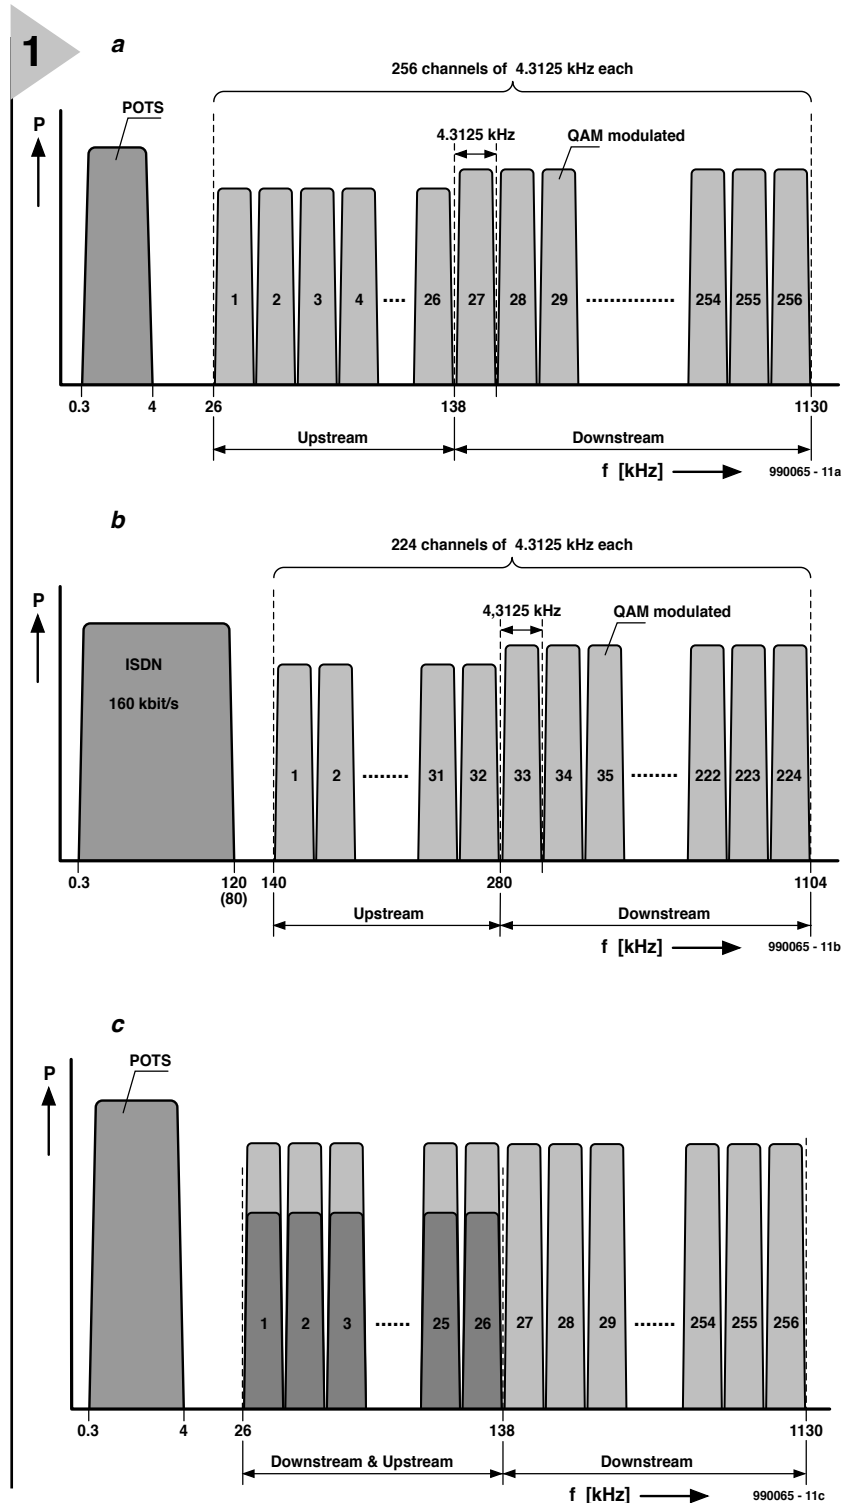 1
a
256 channels of 4.3125 kHz each
POTS
P
4.3125 kHz
QAM modulated
1 2 3 4 .... 26 27 28 29 ............... 254 255 256
0.3 4 26 138 1130
Upstream Downstream
f [kHz]
990065 - 11a
b
224 channels of 4.3125 kHz each
P
4,3125 kHz
QAM modulated
ISDN
160 kbit/s
1 2 ........ 31 32 33 34 35 ........ 222 223 224
0.3 120 140 280 1104
(80)
Upstream Downstream
f [kHz]
990065 - 11b
c
POTS
P
1 2 3 ...... 25 26 27 28 29 ....... 254 255 256
0.3 4 26 138 1130
Downstream & Upstream Downstream
f [kHz]
990065 - 11c